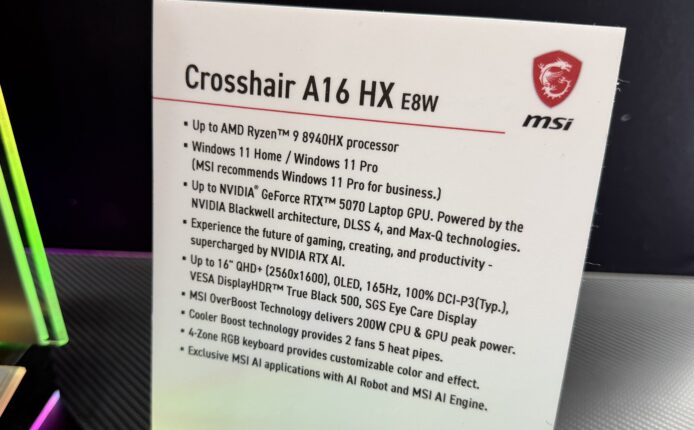 Crosshair A16 HX E8W
msi
▪ Up to AMD Ryzen™ 9 8940HX processor
▪ Windows 11 Home / Windows 11 Pro
(MSI recommends Windows 11 Pro for business.)
▪ Up to NVIDIA® GeForce RTX™ 5070 Laptop GPU. Powered by the
NVIDIA Blackwell architecture, DLSS 4, and Max-Q technologies.
▪ Experience the future of gaming, creating, and productivity -
supercharged by NVIDIA RTX AI.
▪ Up to 16" QHD+ (2560x1600), OLED, 165Hz, 100% DCI-P3(Typ.),
VESA DisplayHDR™ True Black 500, SGS Eye Care Display
▪ MSI OverBoost Technology delivers 200W CPU & GPU peak power.
▪ Cooler Boost technology provides 2 fans 5 heat pipes.
▪ 4-Zone RGB keyboard provides customizable color and effect.
▪ Exclusive MSI AI applications with AI Robot and MSI AI Engine.